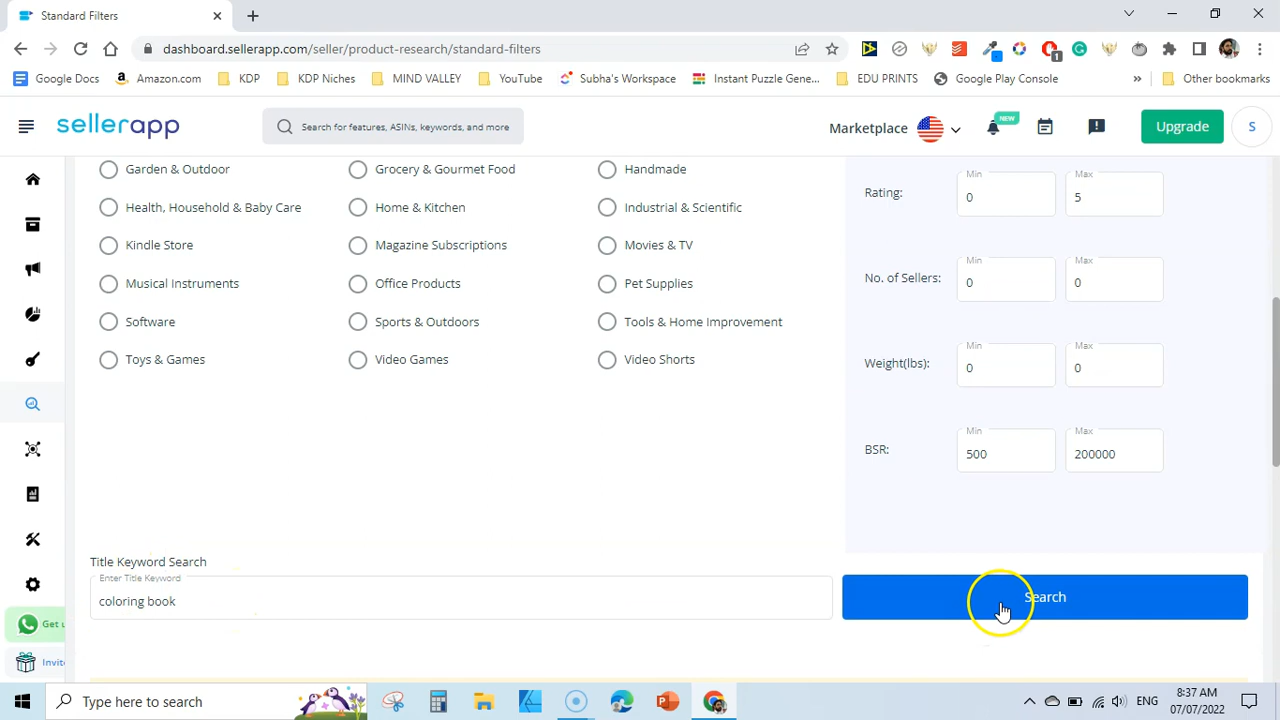 Standard Filters
dashboard.sellerapp.com/seller/product-research/standard-filters
Google Docs Amazon.com KDP KDP Niches MIND VALLEY YouTube Subha's Workspace Instant Puzzle Gene... EDU PRINTS Google Play Console » Other bookmarks
sellerapp Search for features, ASINs, keywords, and more Marketplace NEW Upgrade S
Garden & Outdoor Grocery & Gourmet Food Handmade
Health, Household & Baby Care Home & Kitchen Industrial & Scientific
Kindle Store Magazine Subscriptions Movies & TV
Musical Instruments Office Products Pet Supplies
Software Sports & Outdoors Tools & Home Improvement
Toys & Games Video Games Video Shorts
Min Max
Rating: 0 5
Min Max
No. of Sellers: 0 0
Min Max
Weight(lbs): 0 0
Min Max
BSR: 500 200000
Title Keyword Search
Enter Title Keyword
coloring book
Search
Get u
Invite
Type here to search
ENG
8:37 AM
07/07/2022